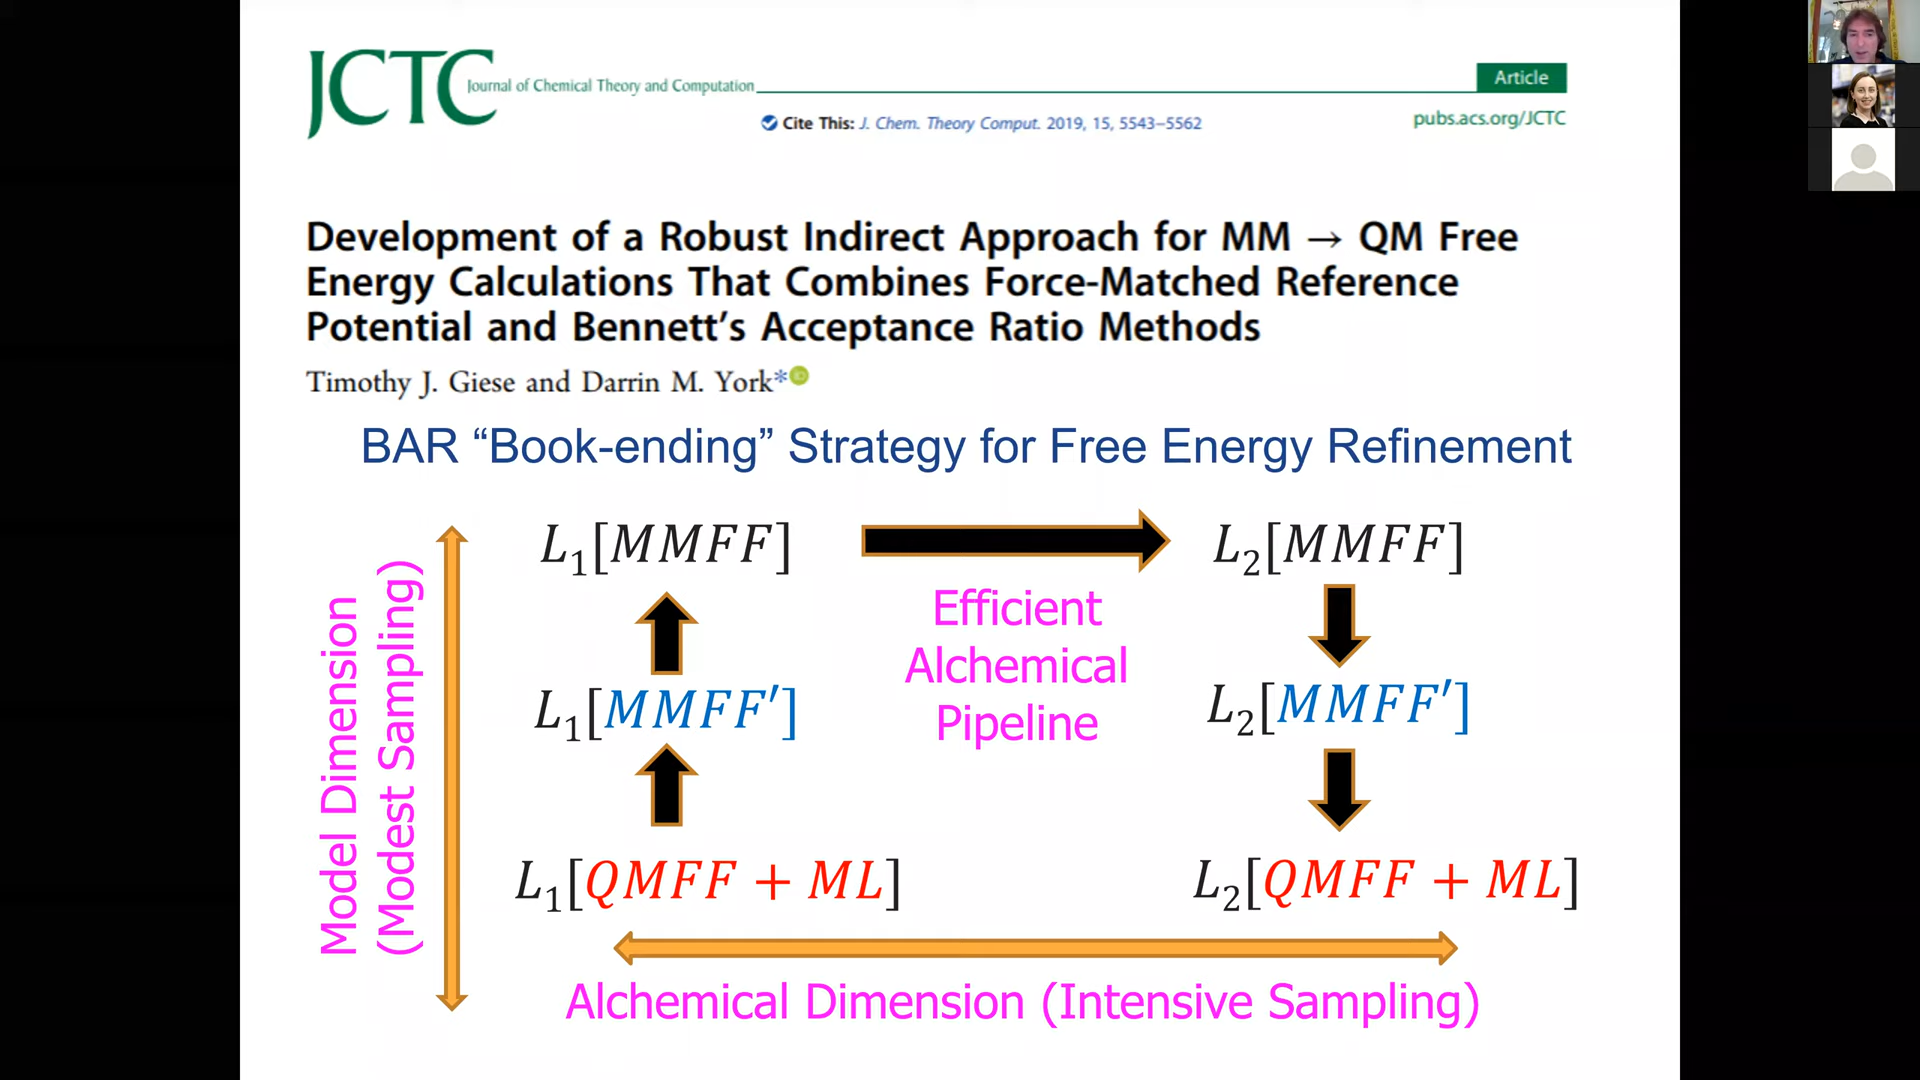 JCTC Journal of Chemical Theory and Computation Article
Cite This: J. Chem. Theory Comput. 2019, 15, 5543−5562 pubs.acs.org/JCTC
Development of a Robust Indirect Approach for MM → QM Free
Energy Calculations That Combines Force-Matched Reference
Potential and Bennett’s Acceptance Ratio Methods
Timothy J. Giese and Darrin M. York* iD
BAR “Book-ending” Strategy for Free Energy Refinement
L₁[MMFF] L₂[MMFF]
Efficient
Alchemical
Pipeline
L₁[MMFF′] L₂[MMFF′]
L₁[QMFF + ML] L₂[QMFF + ML]
Model Dimension
(Modest Sampling)
Alchemical Dimension (Intensive Sampling)